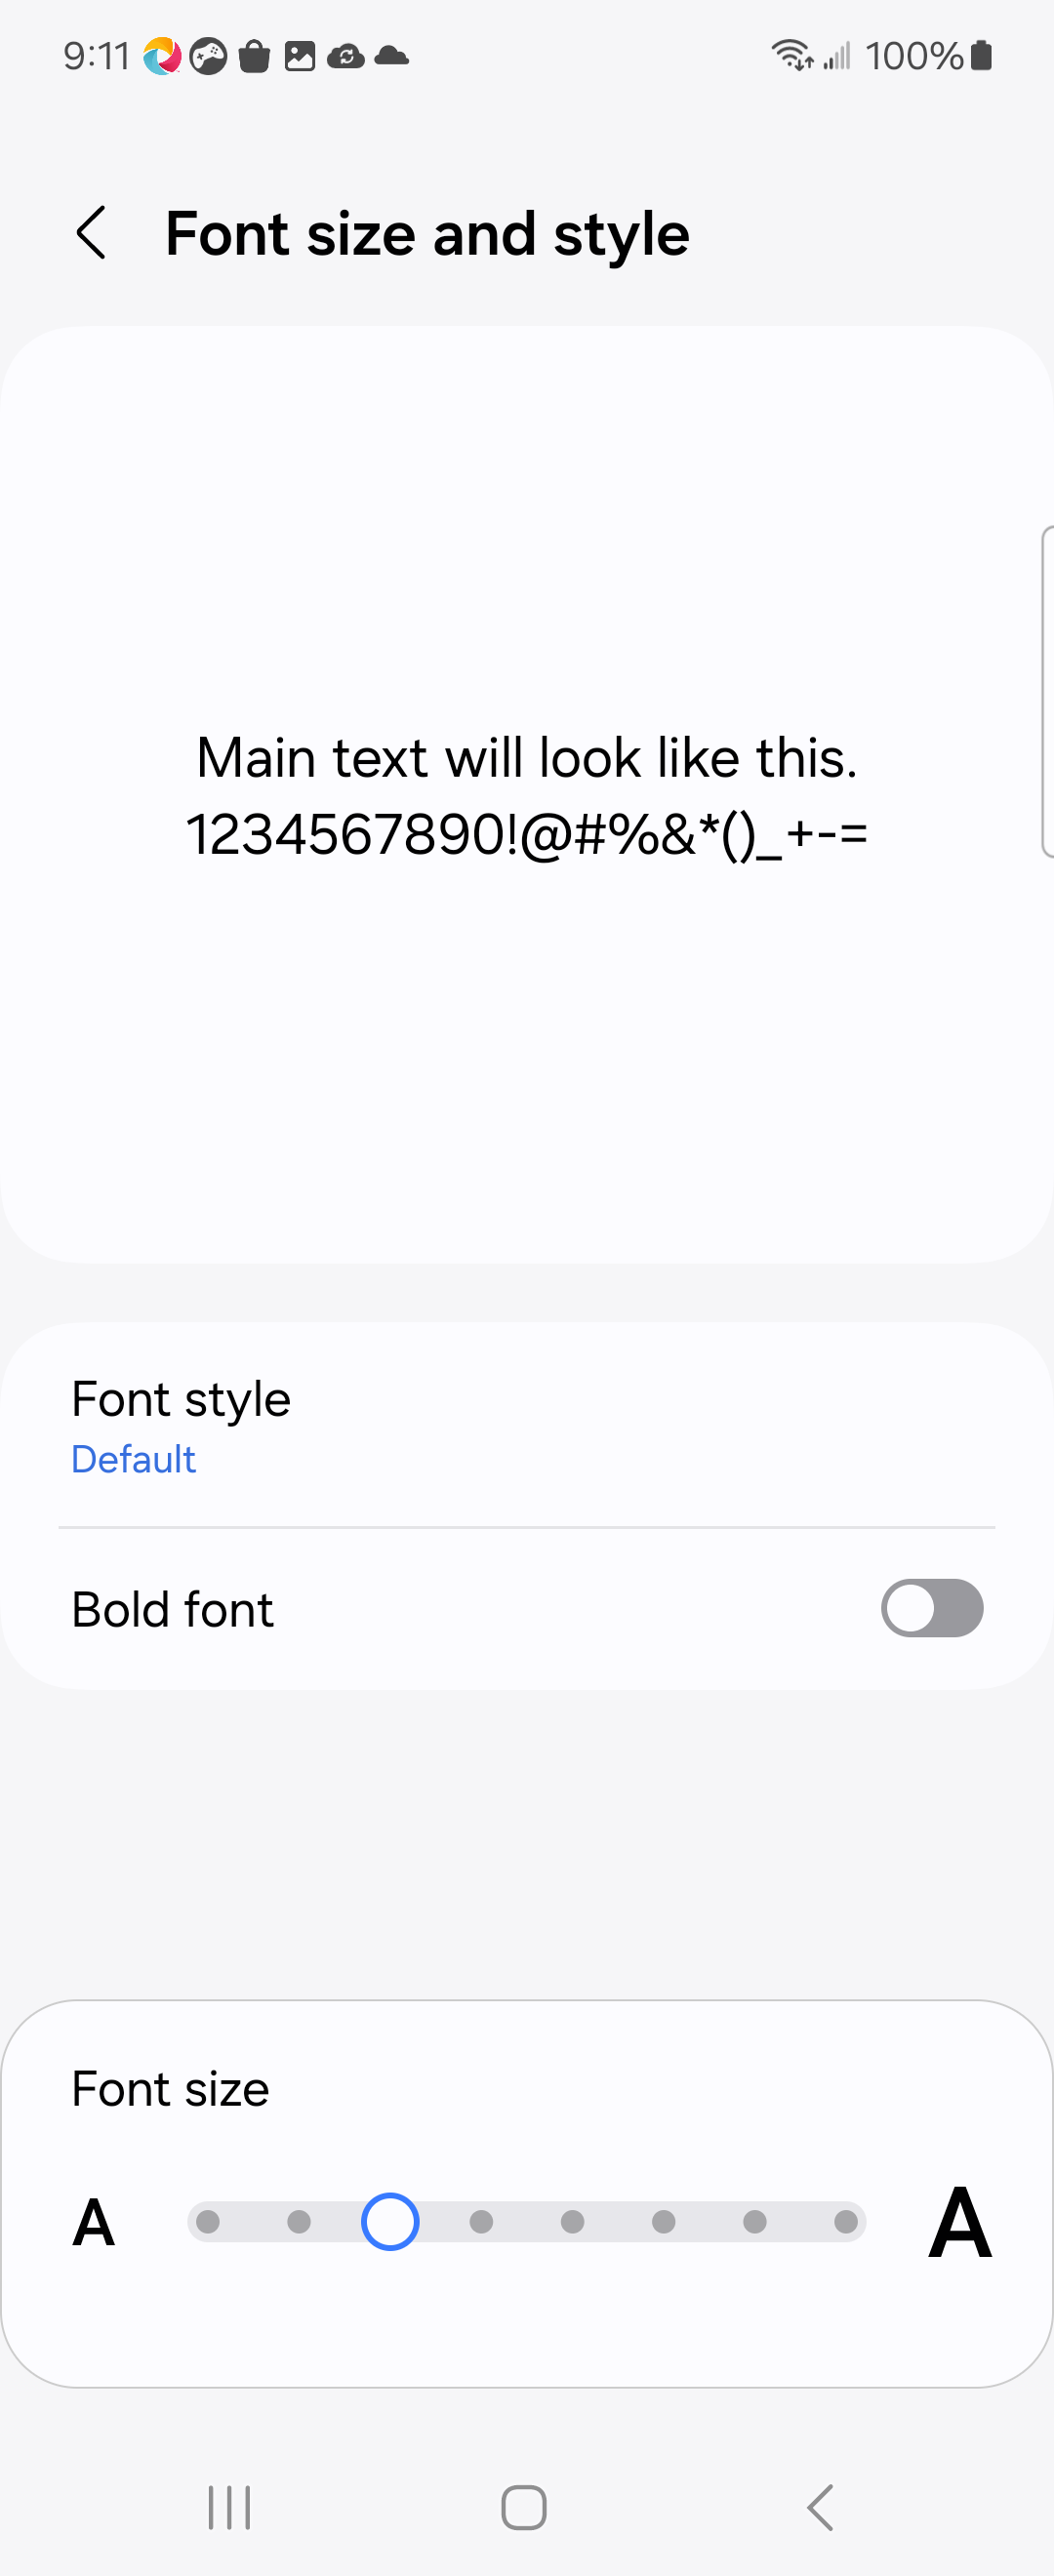 9:11 100%
Font size and style
Main text will look like this.
1234567890!@#%&*()_+-=
Font style
Default
Bold font
Font size
A A